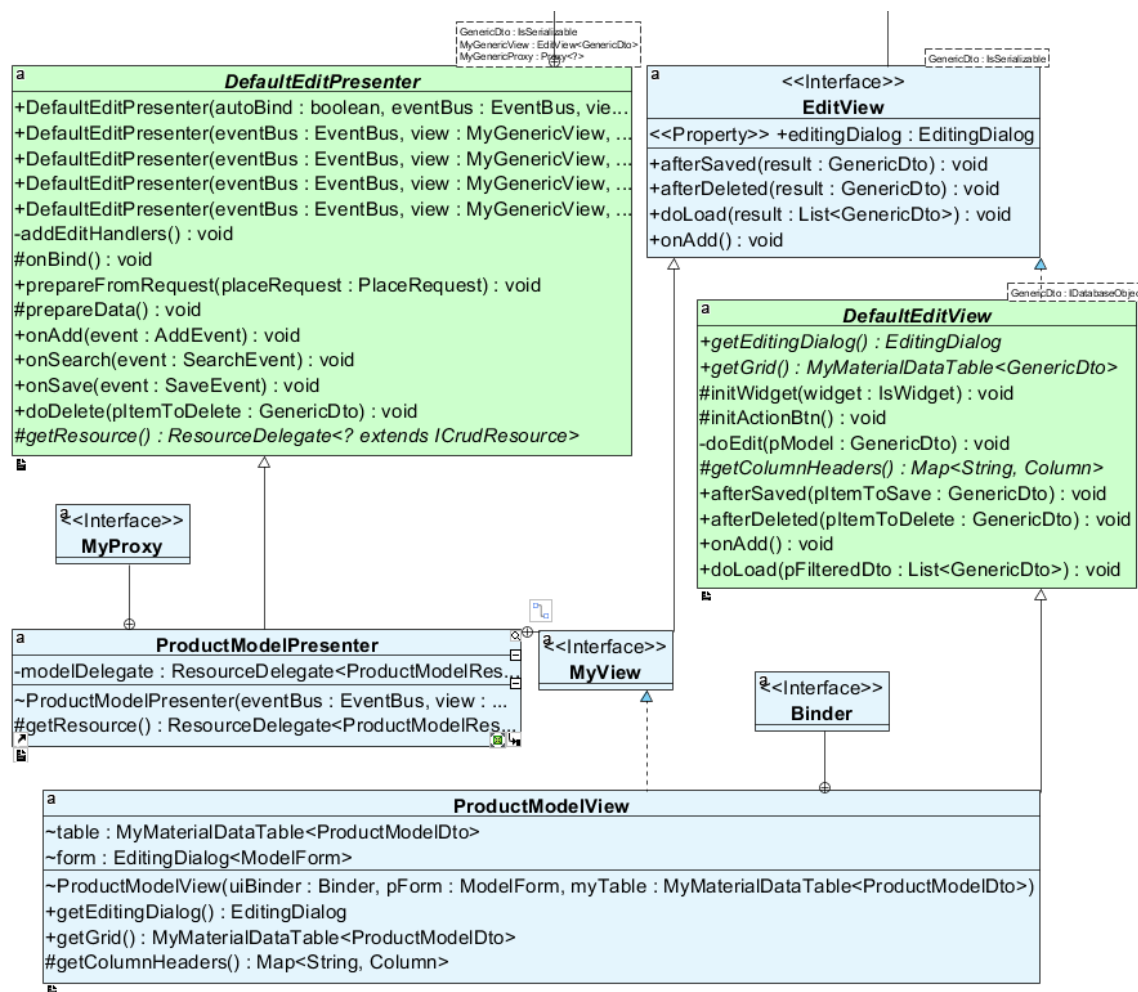 GenericDto : IsSerializable
MyGenericView : EditView<GenericDto>
MyGenericProxy : Proxy<?>
a
DefaultEditPresenter
+DefaultEditPresenter(autoBind : boolean, eventBus : EventBus, vie...
+DefaultEditPresenter(eventBus : EventBus, view : MyGenericView, ...
+DefaultEditPresenter(eventBus : EventBus, view : MyGenericView, ...
+DefaultEditPresenter(eventBus : EventBus, view : MyGenericView, ...
+DefaultEditPresenter(eventBus : EventBus, view : MyGenericView, ...
-addEditHandlers() : void
#onBind() : void
+prepareFromRequest(placeRequest : PlaceRequest) : void
#prepareData() : void
+onAdd(event : AddEvent) : void
+onSearch(event : SearchEvent) : void
+onSave(event : SaveEvent) : void
+doDelete(pItemToDelete : GenericDto) : void
#getResource() : ResourceDelegate<? extends ICrudResource>
GenericDto : IsSerializable
a
<<Interface>>
EditView
<<Property>> +editingDialog : EditingDialog
+afterSaved(result : GenericDto) : void
+afterDeleted(result : GenericDto) : void
+doLoad(result : List<GenericDto>) : void
+onAdd() : void
GenericDto : IDatabaseObjec
a
DefaultEditView
+getEditingDialog() : EditingDialog
+getGrid() : MyMaterialDataTable<GenericDto>
#initWidget(widget : IsWidget) : void
#initActionBtn() : void
-doEdit(pModel : GenericDto) : void
#getColumnHeaders() : Map<String, Column>
+afterSaved(pItemToSave : GenericDto) : void
+afterDeleted(pItemToDelete : GenericDto) : void
+onAdd() : void
+doLoad(pFilteredDto : List<GenericDto>) : void
a
<<Interface>>
MyProxy
a
ProductModelPresenter
-modelDelegate : ResourceDelegate<ProductModelRes...
~ProductModelPresenter(eventBus : EventBus, view : ...
#getResource() : ResourceDelegate<ProductModelRes...
a
<<Interface>>
MyView
a
<<Interface>>
Binder
a
ProductModelView
~table : MyMaterialDataTable<ProductModelDto>
~form : EditingDialog<ModelForm>
~ProductModelView(uiBinder : Binder, pForm : ModelForm, myTable : MyMaterialDataTable<ProductModelDto>)
+getEditingDialog() : EditingDialog
+getGrid() : MyMaterialDataTable<ProductModelDto>
#getColumnHeaders() : Map<String, Column>